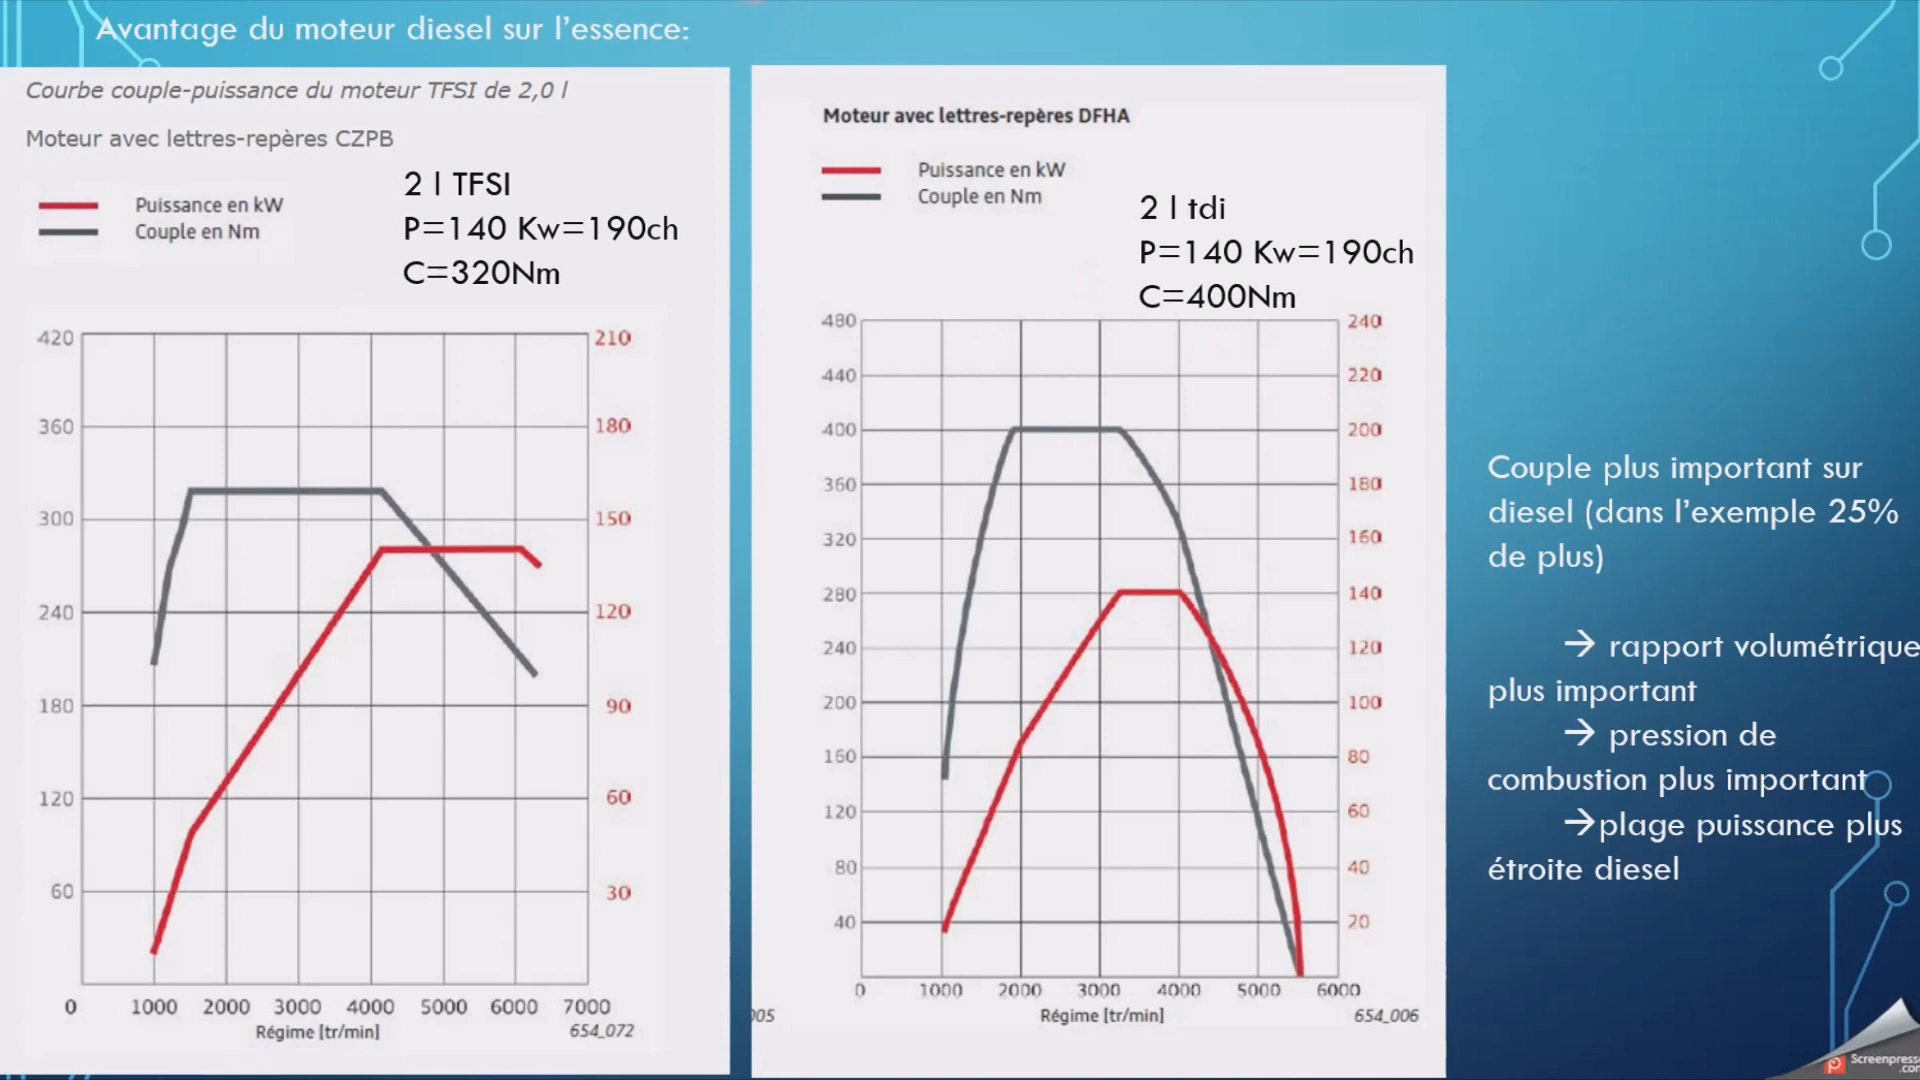 Avantage du moteur diesel sur l'essence:
Courbe couple-puissance du moteur TFSI de 2,0 l
Moteur avec lettres-repères CZPB
Puissance en kW
Couple en Nm
2 l TFSI
P=140 Kw=190ch
C=320Nm
420
360
300
240
180
120
60
210
180
150
120
90
60
30
0 1000 2000 3000 4000 5000 6000 7000
Régime [tr/min]
654_072
Moteur avec lettres-repères DFHA
Puissance en kW
Couple en Nm
2 l tdi
P=140 Kw=190ch
C=400Nm
480
440
400
360
320
280
240
200
160
120
80
40
240
220
200
180
160
140
120
100
80
60
40
20
0 1000 2000 3000 4000 5000 6000
005
Régime [tr/min]
654_006
Couple plus important sur
diesel (dans l'exemple 25%
de plus)
→ rapport volumétrique
plus important
→ pression de
combustion plus important
→plage puissance plus
étroite diesel
Screenpresso
.com